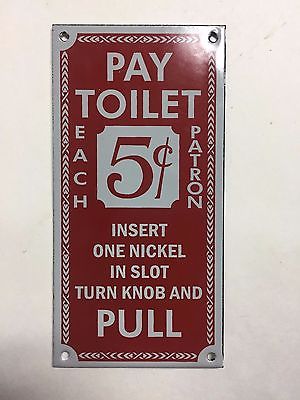 PAY
TOILET
EACH
5¢
PATRON
INSERT
ONE NICKEL
IN SLOT
TURN KNOB AND
PULL